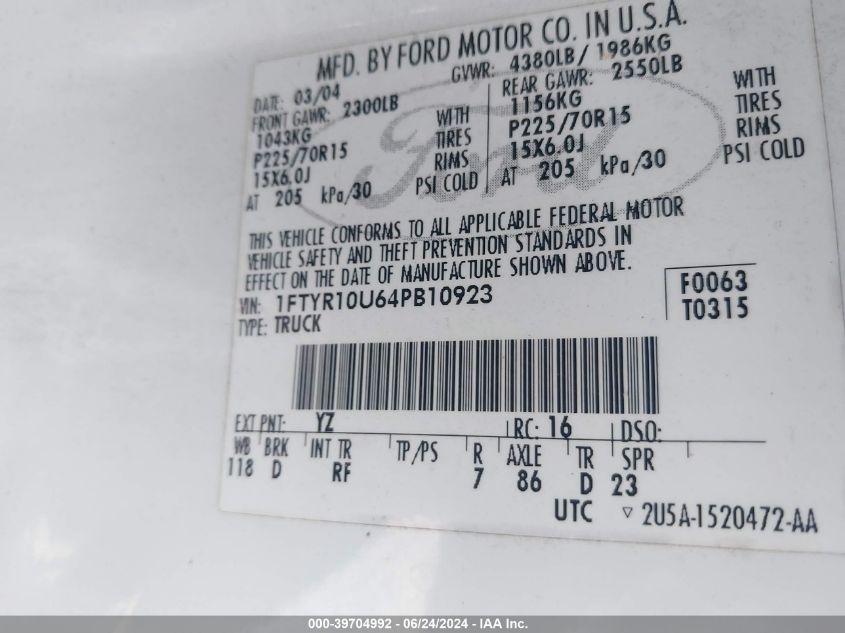 MFD. BY FORD MOTOR CO. IN U.S.A.
DATE: 03/04 GVWR: 4380LB/ 1986KG
FRONT GAWR: 2300LB REAR GAWR: 2550LB
1043KG WITH 1156KG WITH
P225/70R15 TIRES P225/70R15 TIRES
15X6.0J RIMS 15X6.0J RIMS
AT 205 kPa/30 PSI COLD AT 205 kPa/30 PSI COLD
Ford
THIS VEHICLE CONFORMS TO ALL APPLICABLE FEDERAL MOTOR
VEHICLE SAFETY AND THEFT PREVENTION STANDARDS IN
EFFECT ON THE DATE OF MANUFACTURE SHOWN ABOVE.
VIN: 1FTYR10U64PB10923 F0063
TYPE: TRUCK T0315
EXT PNT: YZ RC: 16 DSO:
WB BRK INT TR TP/PS R AXLE TR SPR
118 D RF 7 86 D 23
UTC ▿ 2U5A-1520472-AA
000-39704992 - 06/24/2024 - IAA Inc.